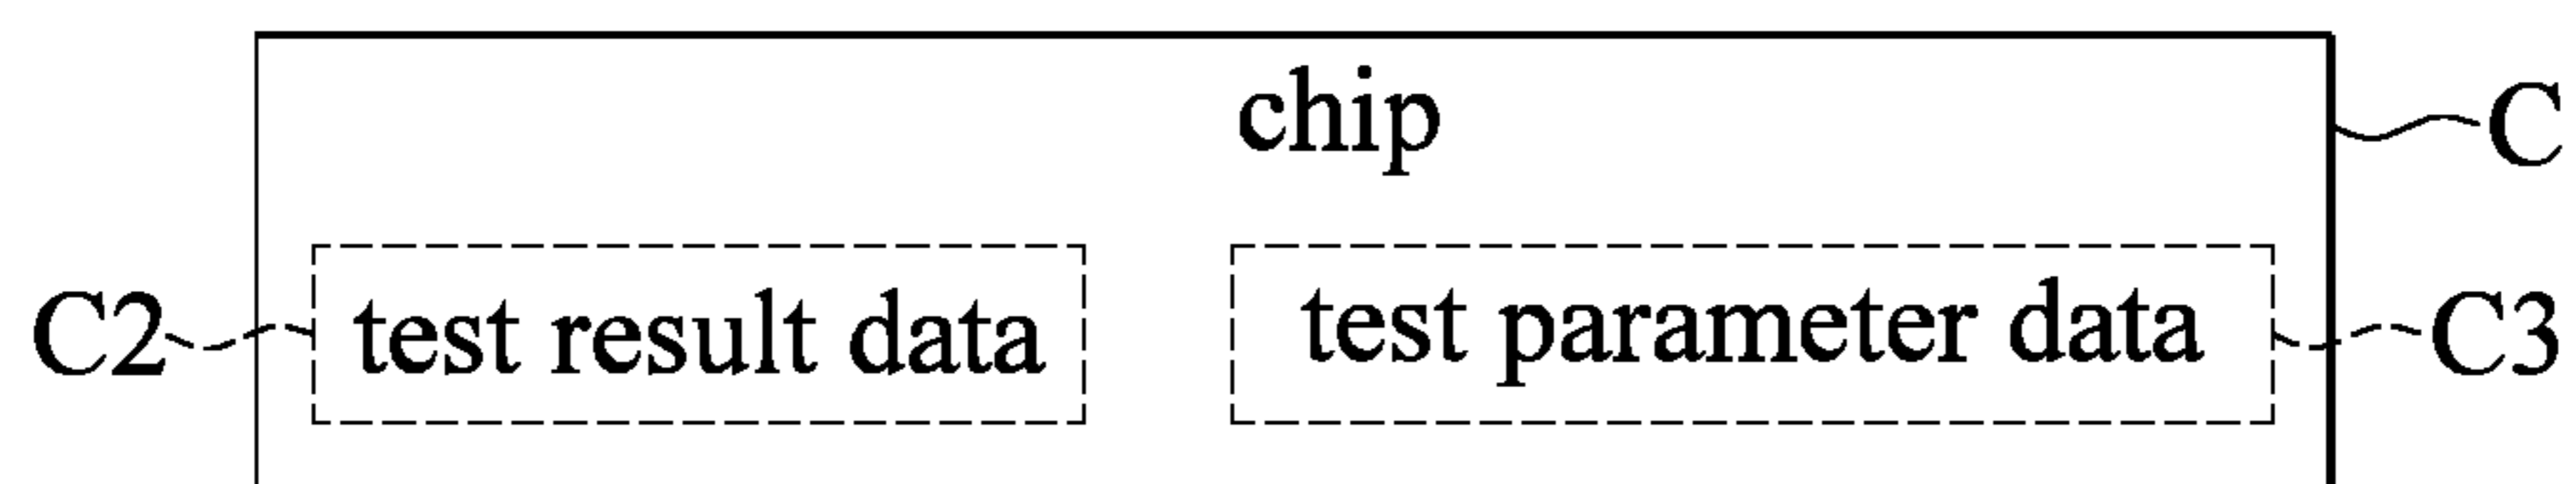 chip
C
C2
test result data
test parameter data
C3